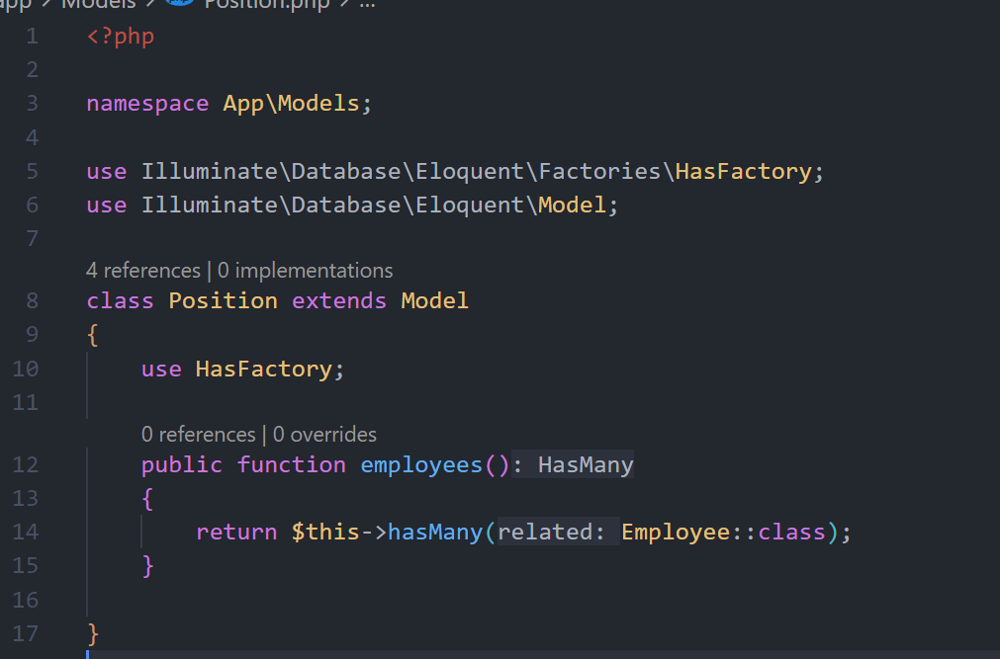 app > Models > php Position.php > ...
1 <?php
2
3 namespace App\Models;
4
5 use Illuminate\Database\Eloquent\Factories\HasFactory;
6 use Illuminate\Database\Eloquent\Model;
7
4 references | 0 implementations
8 class Position extends Model
9 {
10 use HasFactory;
11
0 references | 0 overrides
12 public function employees(): HasMany
13 {
14 return $this->hasMany(related: Employee::class);
15 }
16
17 }